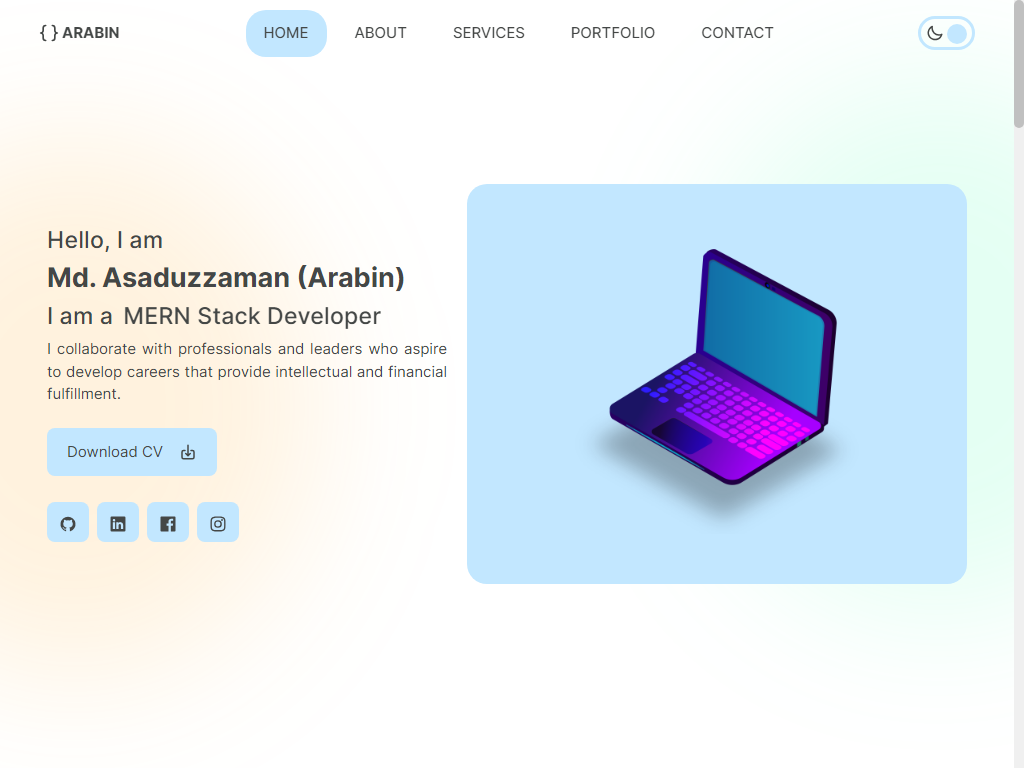 { } ARABIN
HOME
ABOUT
SERVICES
PORTFOLIO
CONTACT
Hello, I am
Md. Asaduzzaman (Arabin)
I am a MERN Stack Developer
I collaborate with professionals and leaders who aspire
to develop careers that provide intellectual and financial
fulfillment.
Download CV